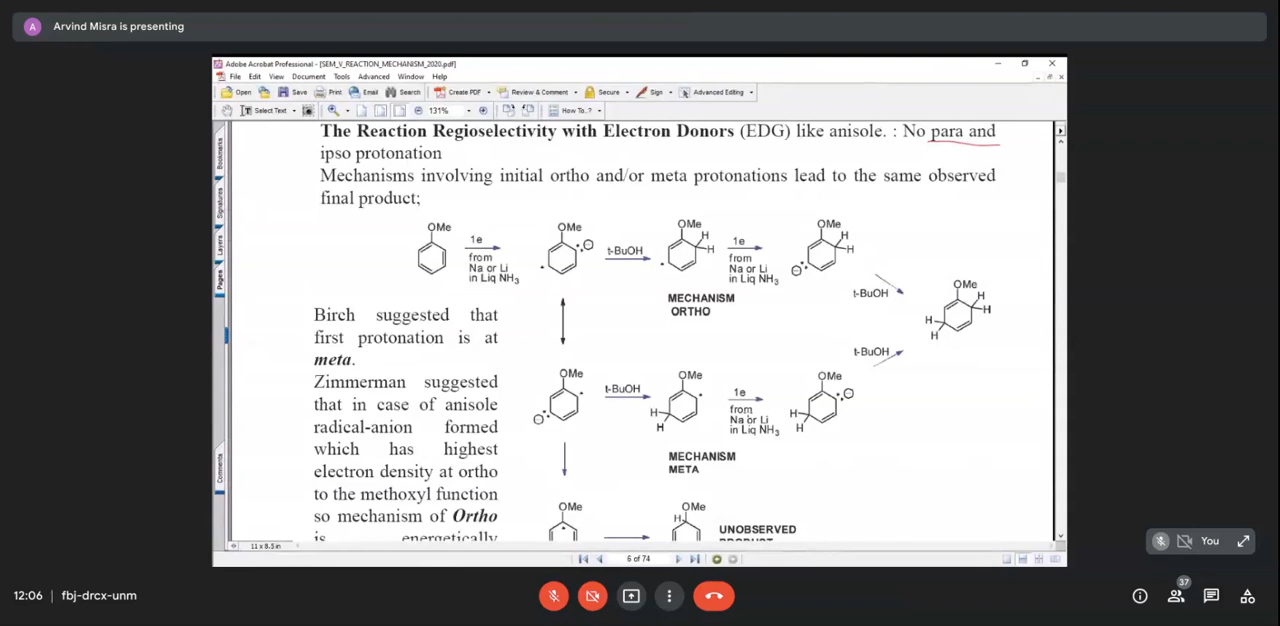 A Arvind Misra is presenting
Adobe Acrobat Professional - [SEM_V_REACTION_MECHANISM_2020.pdf]
File Edit View Document Tools Advanced Window Help
Open Save Print Email Search Create PDF Review & Comment Secure Sign Advanced Editing
Select Text 131% How To..?
Bookmarks
Signatures
Layers
Pages
Comments
The Reaction Regioselectivity with Electron Donors (EDG) like anisole. : No para and
ipso protonation
Mechanisms involving initial ortho and/or meta protonations lead to the same observed
final product;
OMe 1e from Na or Li in Liq NH3 OMe t-BuOH OMe H H 1e from Na or Li in Liq NH3 OMe H H
MECHANISM
ORTHO
t-BuOH
OMe H H H H
t-BuOH
Birch suggested that
first protonation is at
meta.
Zimmerman suggested
that in case of anisole
radical-anion formed
which has highest
electron density at ortho
to the methoxyl function
so mechanism of Ortho
is energetically
OMe t-BuOH OMe H H 1e from Na or Li in Liq NH3 OMe H H
MECHANISM
META
OMe OMe H
UNOBSERVED
PRODUCT
11 x 8.5 in
6 of 74
You
12:06 | fbj-drcx-unm
37